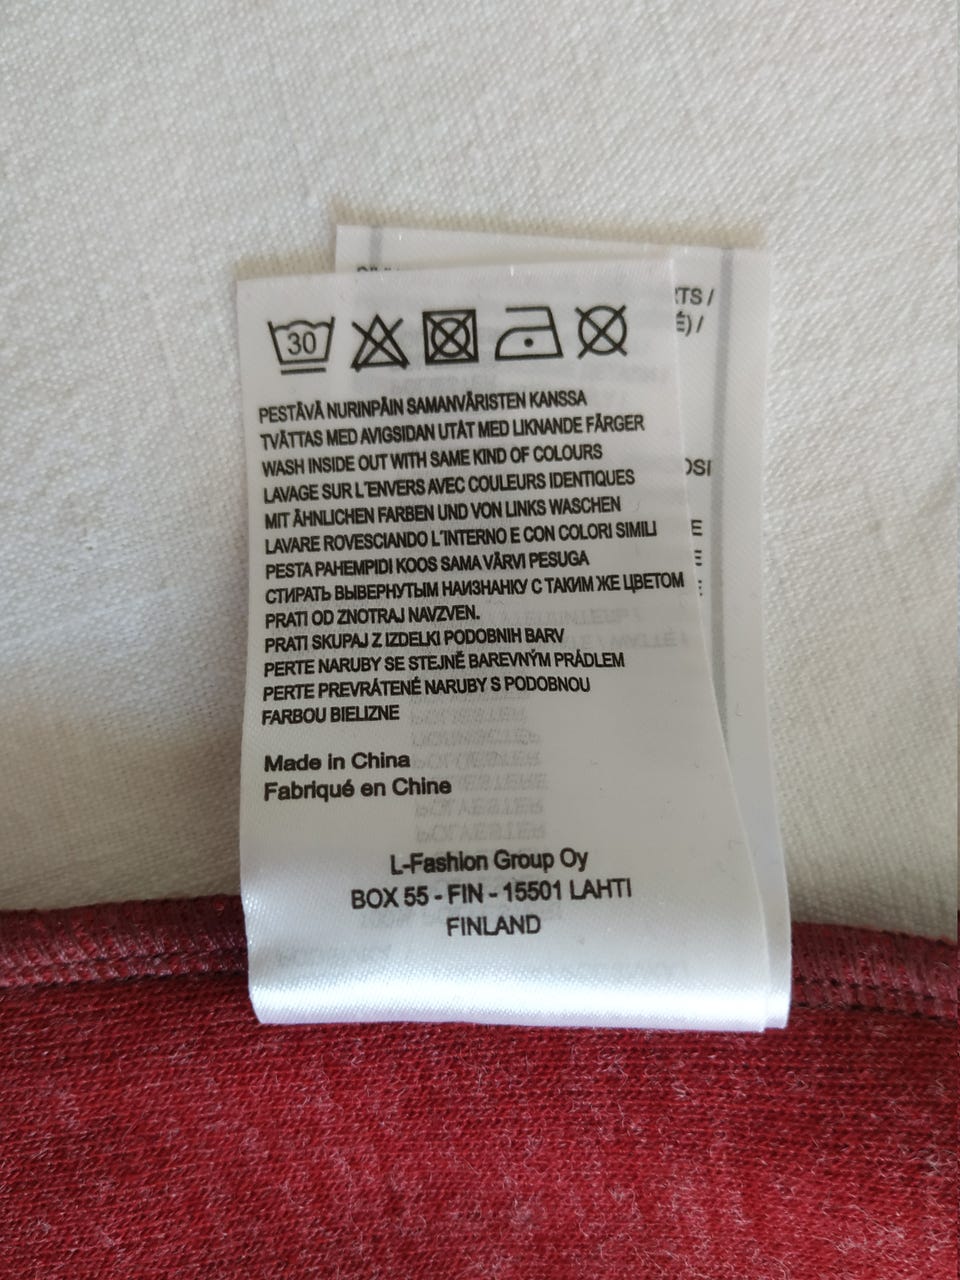 30
PESTÄVÄ NURINPÄIN SAMANVÄRISTEN KANSSA
TVÄTTAS MED AVIGSIDAN UTÅT MED LIKNANDE FÄRGER
WASH INSIDE OUT WITH SAME KIND OF COLOURS
LAVAGE SUR L'ENVERS AVEC COULEURS IDENTIQUES
MIT ÄHNLICHEN FARBEN UND VON LINKS WASCHEN
LAVARE ROVESCIANDO L'INTERNO E CON COLORI SIMILI
PESTA PAHEMPIDI KOOS SAMA VÄRVI PESUGA
СТИРАТЬ ВЫВЕРНУТЫМ НАИЗНАНКУ С ТАКИМ ЖЕ ЦВЕТОМ
PRATI OD ZNOTRAJ NAVZVEN.
PRATI SKUPAJ Z IZDELKI PODOBNIH BARV
PERTE NARUBY SE STEJNĚ BAREVNÝM PRÁDLEM
PERTE PREVRÁTENÉ NARUBY S PODOBNOU
FARBOU BIELIZNE
Made in China
Fabriqué en Chine
L-Fashion Group Oy
BOX 55 - FIN - 15501 LAHTI
FINLAND